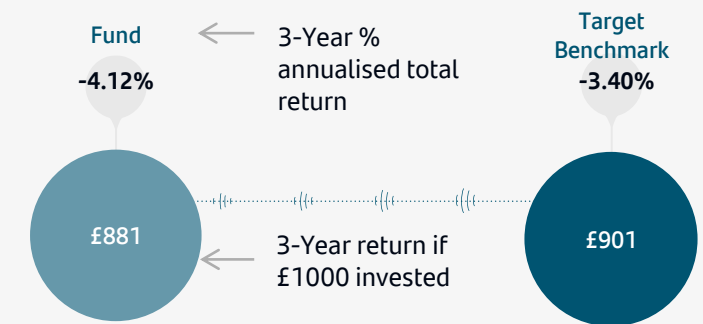 Fund
-4.12%
3-Year %
annualised total
return
Target
Benchmark
-3.40%
£881
3-Year return if
£1000 invested
£901